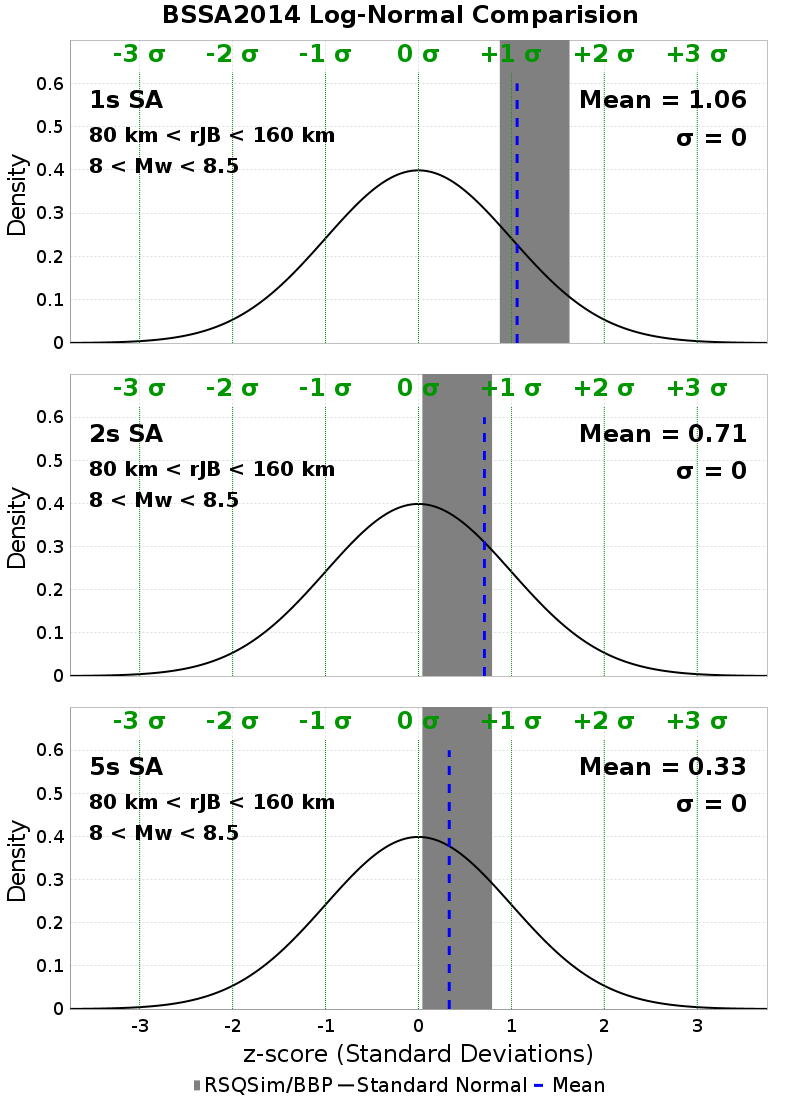 BSSA2014 Log-Normal Comparision
-3 σ -2 σ -1 σ 0 σ +1 σ +2 σ +3 σ
1s SA
Mean = 1.06
80 km < rJB < 160 km
σ = 0
8 < Mw < 8.5
0.6
0.5
0.4
0.3
0.2
0.1
0
Density
-3 σ -2 σ -1 σ 0 σ +1 σ +2 σ +3 σ
2s SA
Mean = 0.71
80 km < rJB < 160 km
σ = 0
8 < Mw < 8.5
0.6
0.5
0.4
0.3
0.2
0.1
0
Density
-3 σ -2 σ -1 σ 0 σ +1 σ +2 σ +3 σ
5s SA
Mean = 0.33
80 km < rJB < 160 km
σ = 0
8 < Mw < 8.5
0.6
0.5
0.4
0.3
0.2
0.1
0
Density
-3 -2 -1 0 1 2 3
z-score (Standard Deviations)
RSQSim/BBP Standard Normal Mean